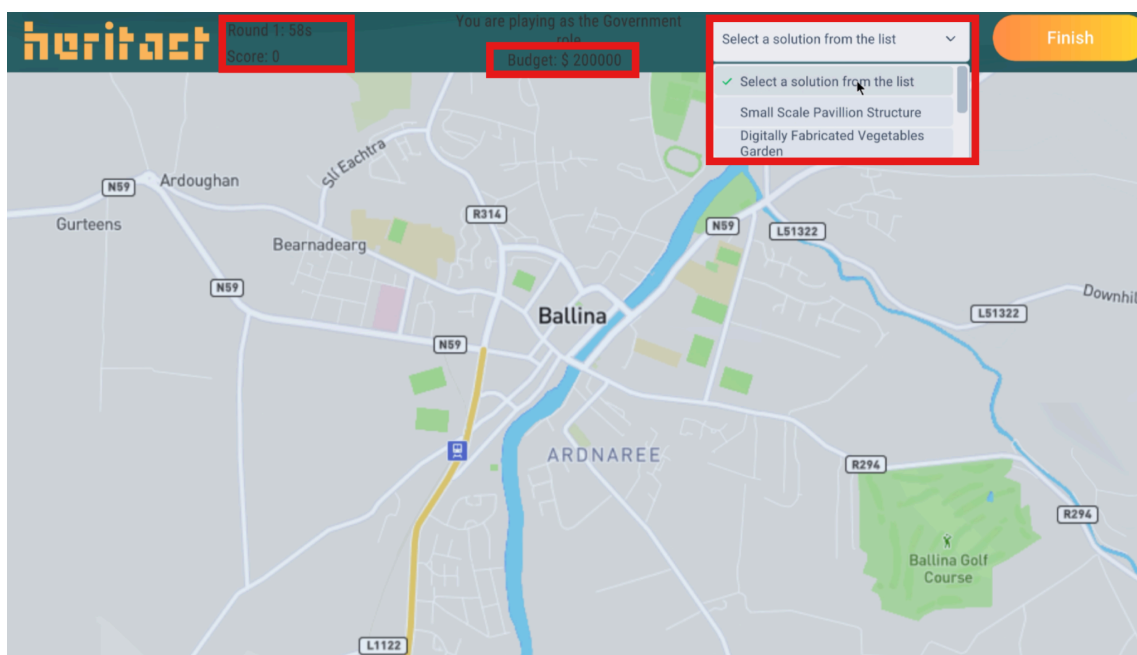 heritact
Round 1: 58s
Score: 0
You are playing as the Government
role
Budget: $ 200000
Select a solution from the list
Finish
Select a solution from the list
Small Scale Pavillion Structure
Digitally Fabricated Vegetables
Garden
Slí Eachtra
Ardoughan
N59
Gurteens
R314
N59
L51322
Bearnadearg
N59
Downhil
L51322
Ballina
N59
ARDNAREE
R294
R294
Ballina Golf
Course
L1122